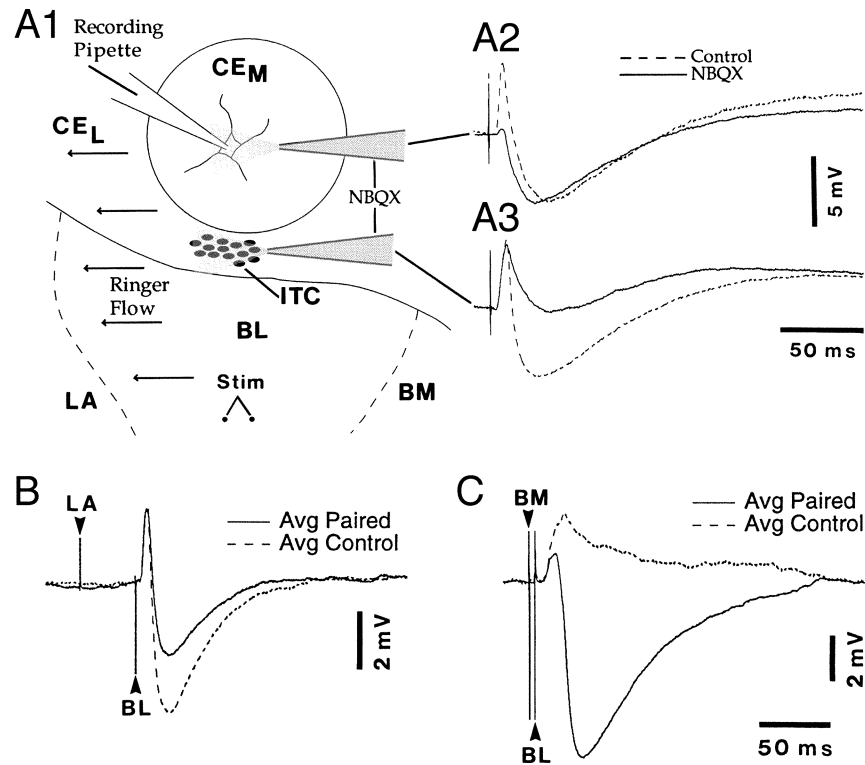 A1
Recording
Pipette
CEM
CEL
NBQX
ITC
Ringer
Flow
BL
LA
Stim
BM
A2
Control
NBQX
5 mV
A3
50 ms
B
LA
Avg Paired
Avg Control
2 mV
BL
C
BM
Avg Paired
Avg Control
2 mV
BL
50 ms